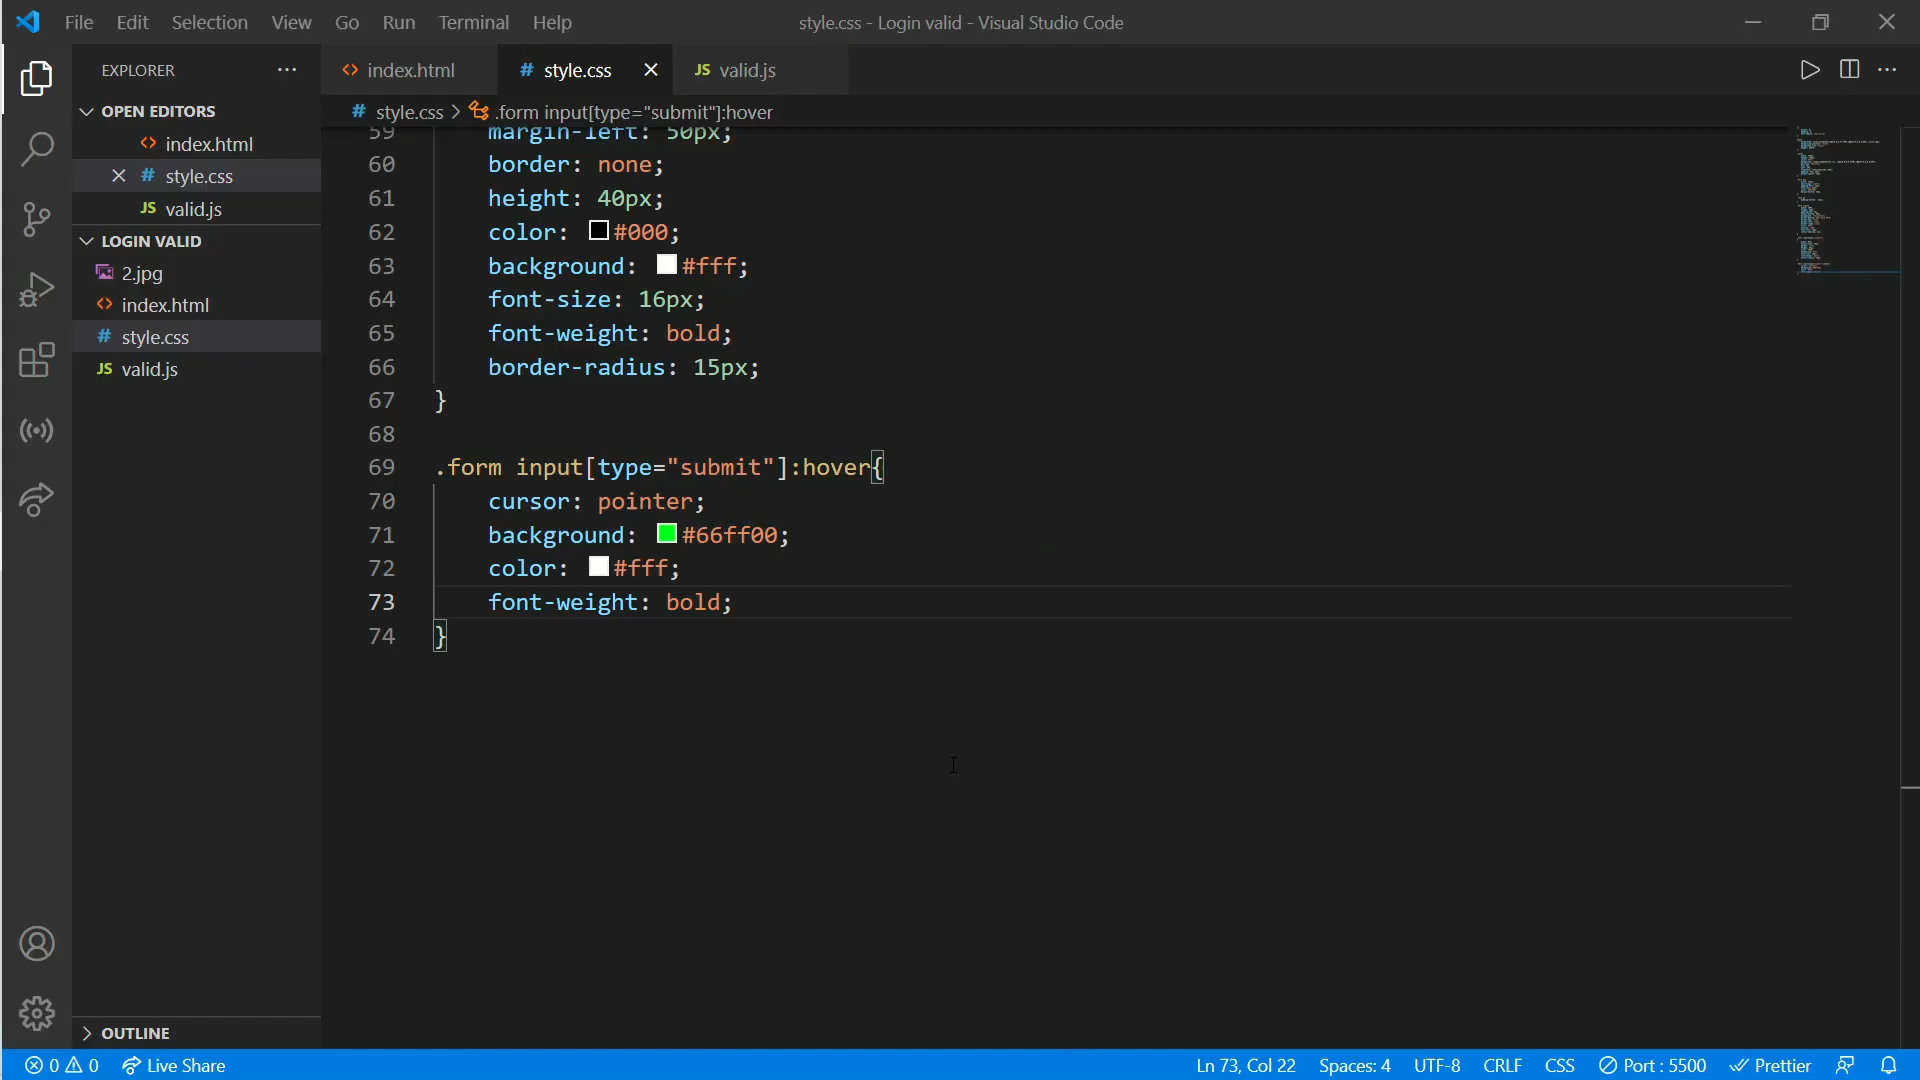 File Edit Selection View Go Run Terminal Help
style.css - Login valid - Visual Studio Code
EXPLORER
<> index.html
# style.css
JS valid.js
OPEN EDITORS
<> index.html
# style.css
JS valid.js
LOGIN VALID
2.jpg
<> index.html
# style.css
JS valid.js
OUTLINE
# style.css > .form input[type="submit"]:hover
59 margin-left: 50px;
60 border: none;
61 height: 40px;
62 color: #000;
63 background: #fff;
64 font-size: 16px;
65 font-weight: bold;
66 border-radius: 15px;
67 }
68
69 .form input[type="submit"]:hover{
70 cursor: pointer;
71 background: #66ff00;
72 color: #fff;
73 font-weight: bold;
74 }
0 0 Live Share
Ln 73, Col 22 Spaces: 4 UTF-8 CRLF CSS Port : 5500 Prettier